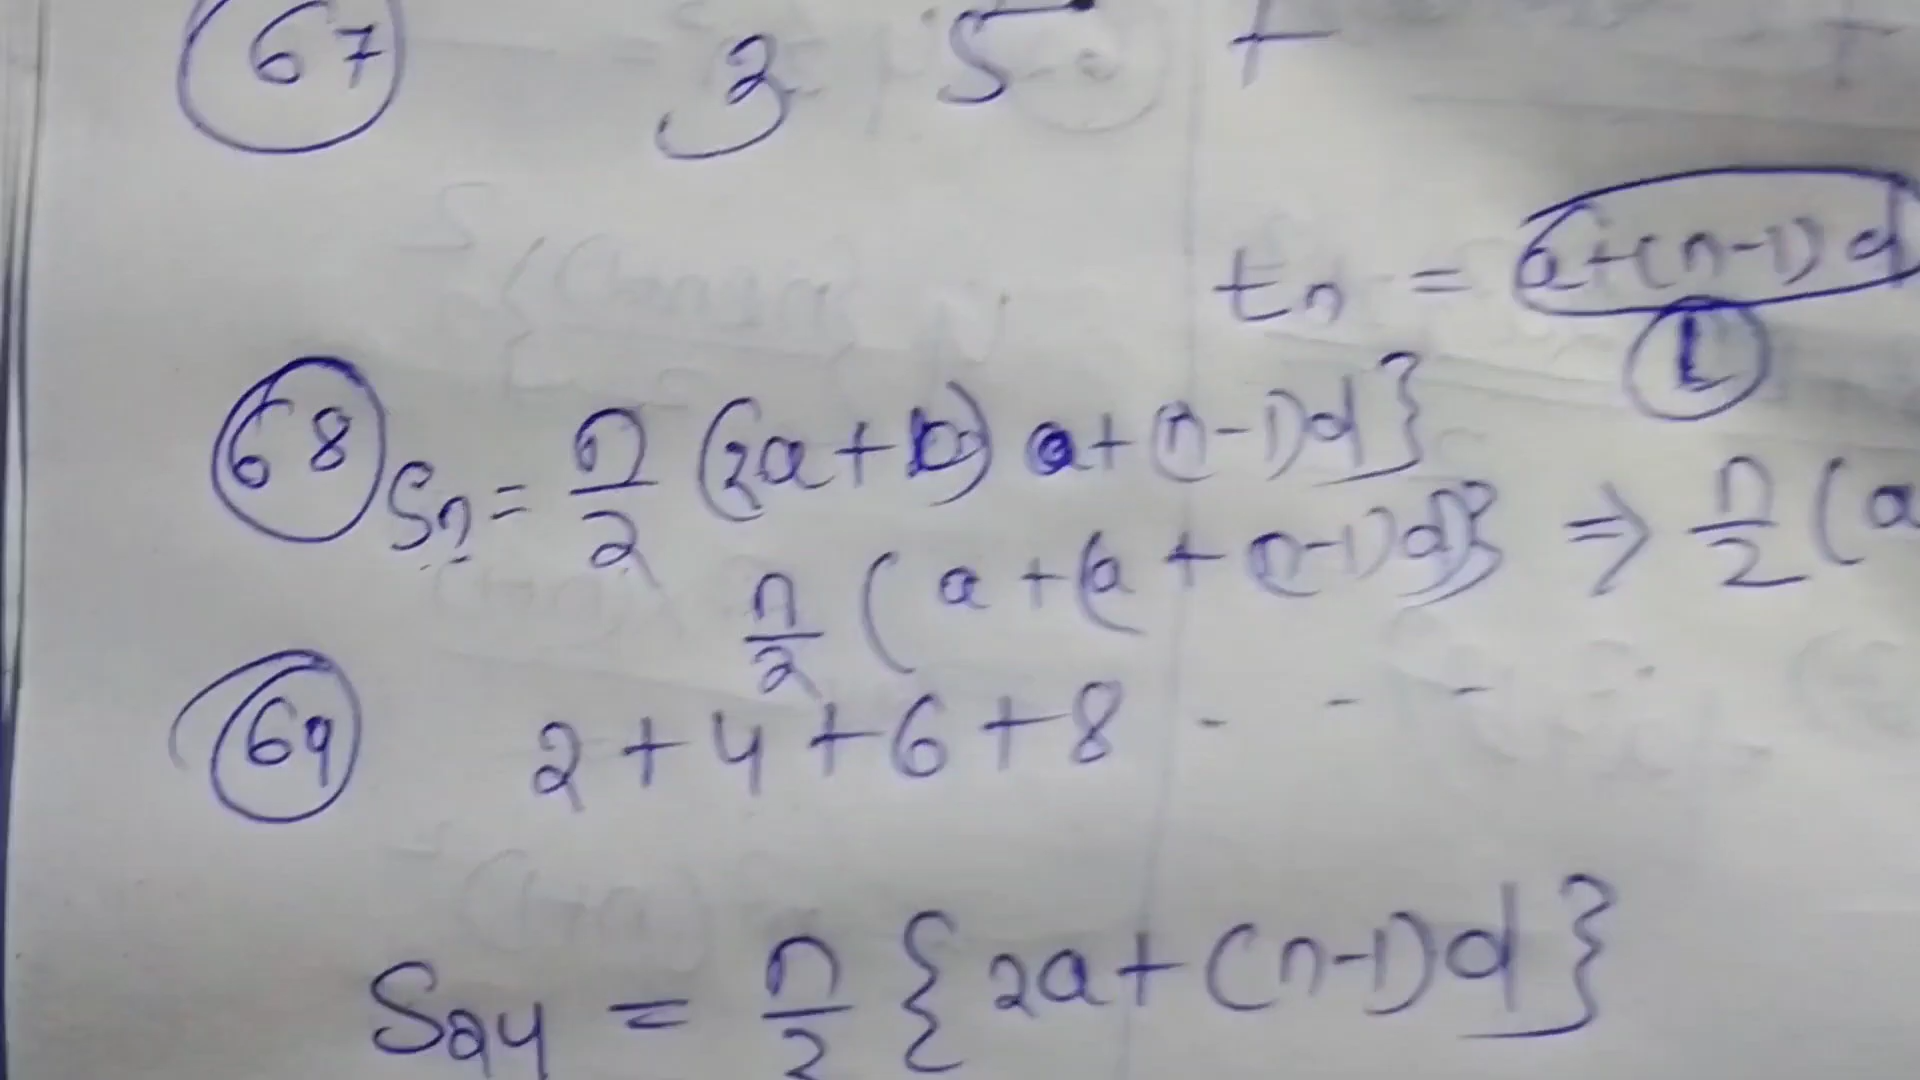 67 3 5 +
tn = a+(n-1)d
L
68 Sn = n/2 (2a+ a+(n-1)d}
n/2 (a+(a+(n-1)d)} ⇒ n/2 (a
69 2+4+6+8 - - -
S24 = n/2 {2a+(n-1)d}